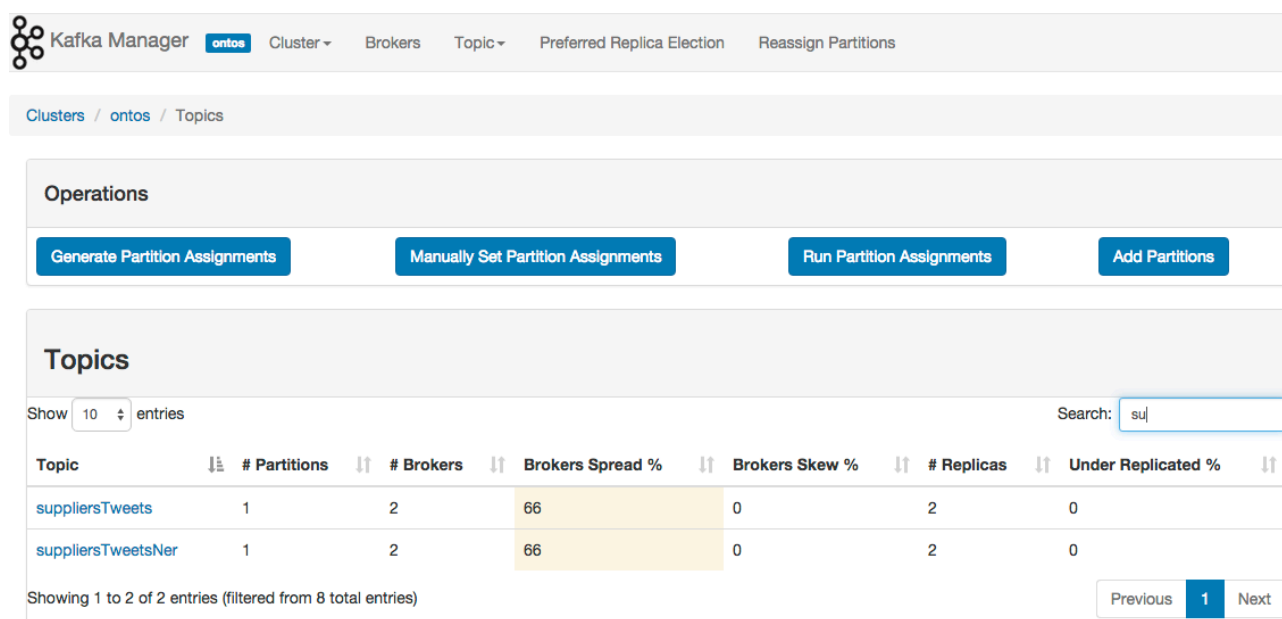 Kafka Manager ontos Cluster Brokers Topic Preferred Replica Election Reassign Partitions
Clusters / ontos / Topics
Operations
Generate Partition Assignments Manually Set Partition Assignments Run Partition Assignments Add Partitions
Topics
Show 10 entries Search: su
Topic # Partitions # Brokers Brokers Spread % Brokers Skew % # Replicas Under Replicated %
suppliersTweets 1 2 66 0 2 0
suppliersTweetsNer 1 2 66 0 2 0
Showing 1 to 2 of 2 entries (filtered from 8 total entries) Previous 1 Next